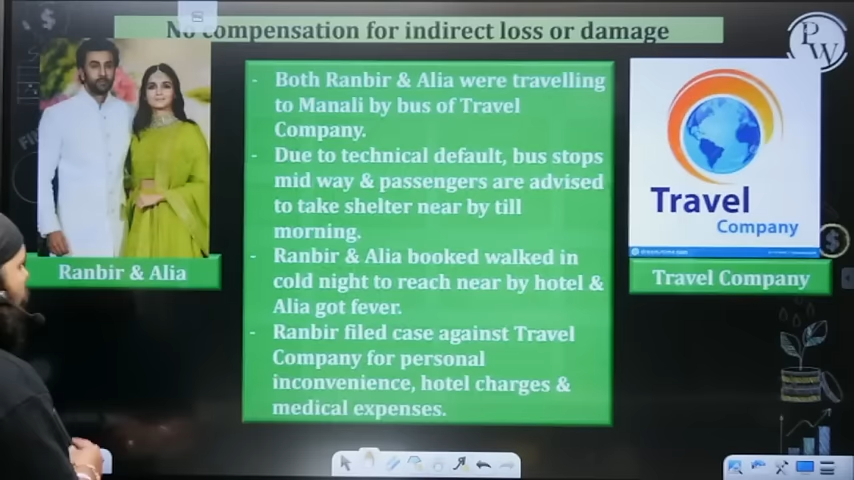 No compensation for indirect loss or damage
PW
- Both Ranbir & Alia were travelling
to Manali by bus of Travel
Company.
- Due to technical default, bus stops
mid way & passengers are advised
to take shelter near by till
morning.
- Ranbir & Alia booked walked in
cold night to reach near by hotel &
Alia got fever.
- Ranbir filed case against Travel
Company for personal
inconvenience, hotel charges &
medical expenses.
Ranbir & Alia
Travel
Company
Travel Company